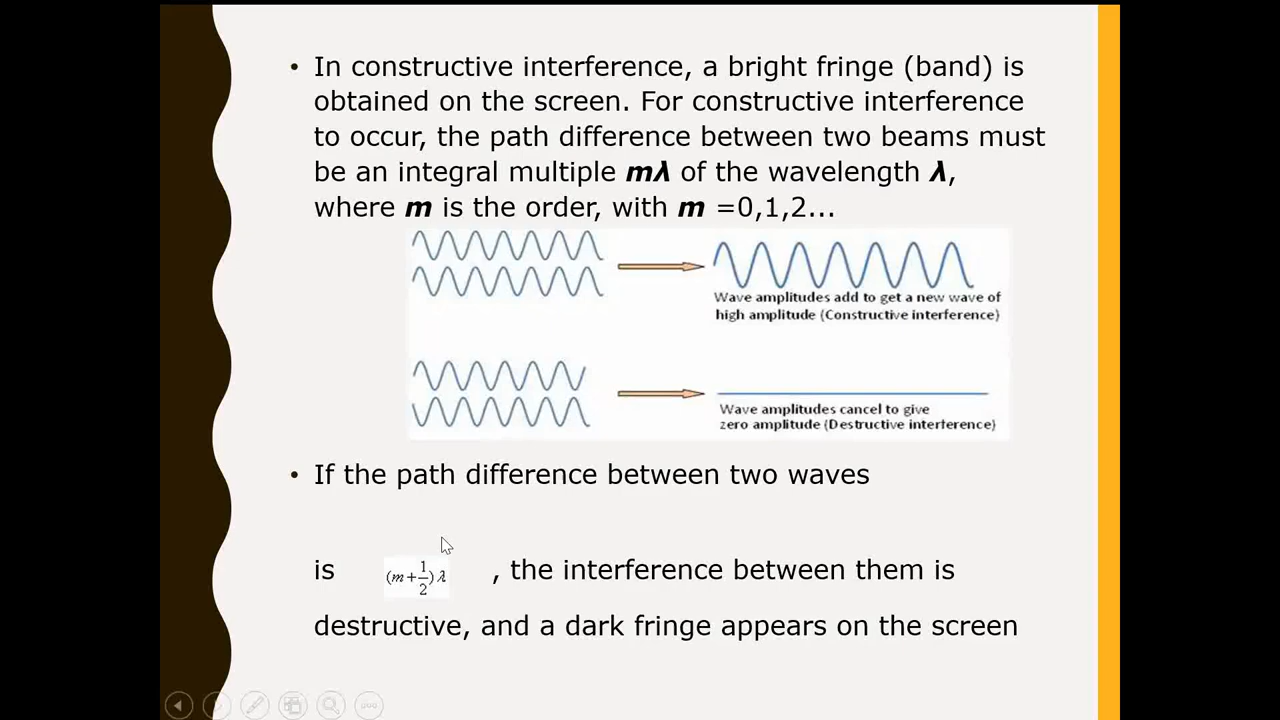 • In constructive interference, a bright fringe (band) is
obtained on the screen. For constructive interference
to occur, the path difference between two beams must
be an integral multiple mλ of the wavelength λ,
where m is the order, with m =0,1,2...
Wave amplitudes add to get a new wave of
high amplitude (Constructive interference)
Wave amplitudes cancel to give
zero amplitude (Destructive interference)
• If the path difference between two waves
is (m+1/2)λ , the interference between them is
destructive, and a dark fringe appears on the screen